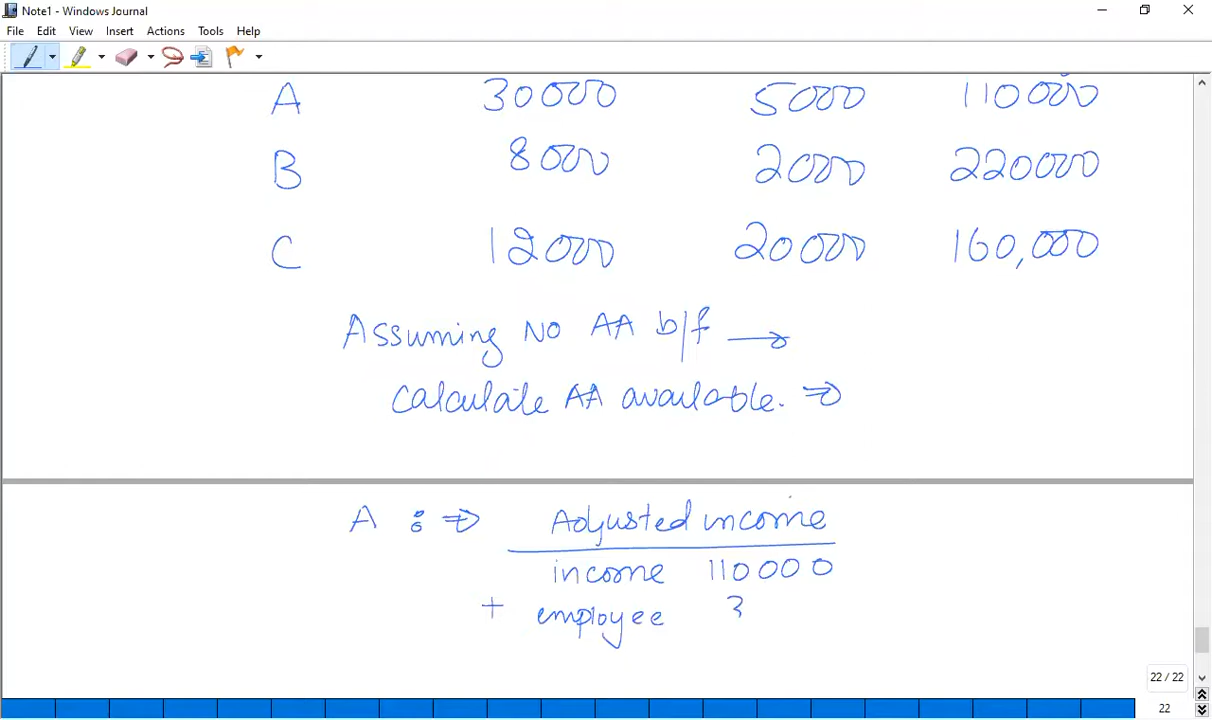 Note1 - Windows Journal
File Edit View Insert Actions Tools Help
A 30000 5000 110000
B 8000 2000 220000
C 12000 20000 160,000
Assuming NO AA b/f →
Calculate AA available. ⇒
A : ⇒ Adjusted income
income 110000
+ employee 3
22 / 22
22